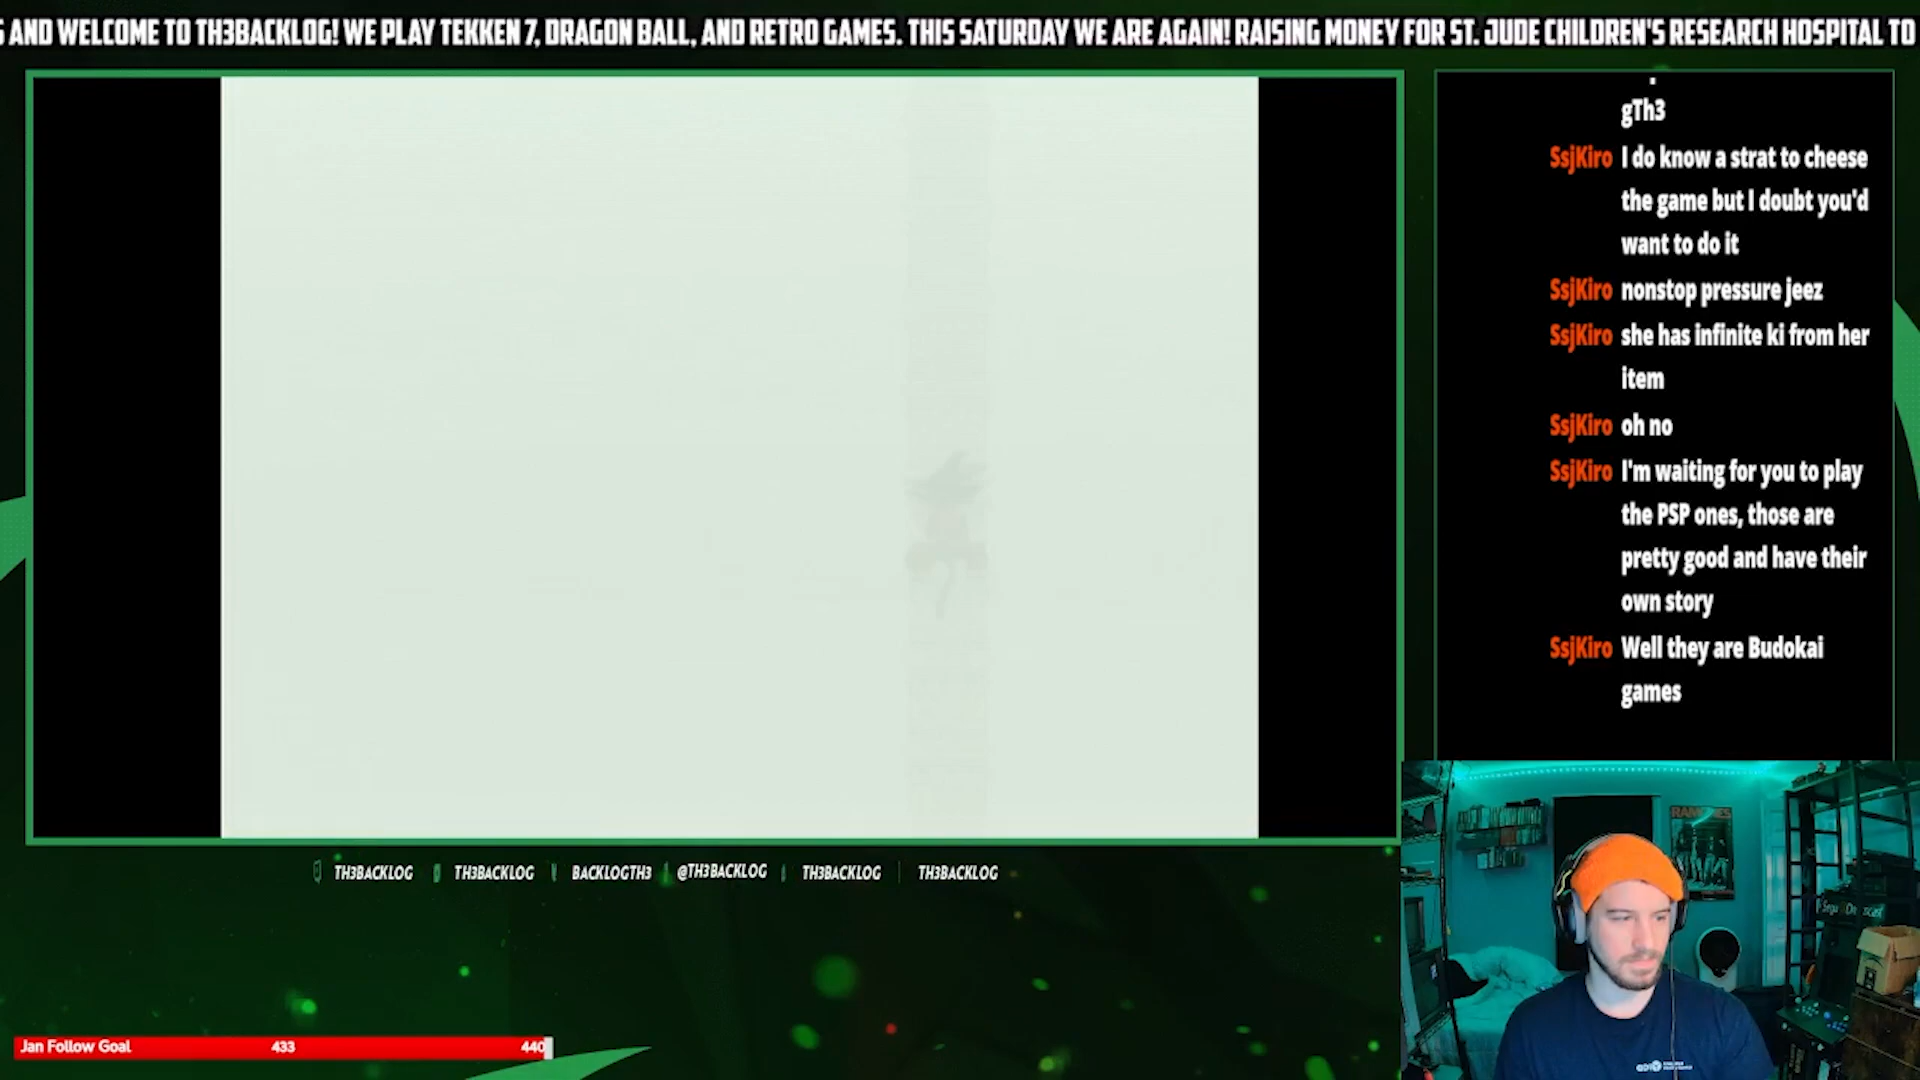 AND WELCOME TO TH3BACKLOG! WE PLAY TEKKEN 7, DRAGON BALL, AND RETRO GAMES. THIS SATURDAY WE ARE AGAIN! RAISING MONEY FOR ST. JUDE CHILDREN'S RESEARCH HOSPITAL TO
gTh3
SsjKiro I do know a strat to cheese
the game but I doubt you'd
want to do it
SsjKiro nonstop pressure jeez
SsjKiro she has infinite ki from her
item
SsjKiro oh no
SsjKiro I'm waiting for you to play
the PSP ones, those are
pretty good and have their
own story
SsjKiro Well they are Budokai
games
TH3BACKLOG TH3BACKLOG BACKLOGTH3 @TH3BACKLOG TH3BACKLOG TH3BACKLOG
RAMONES
Jan Follow Goal 433 440